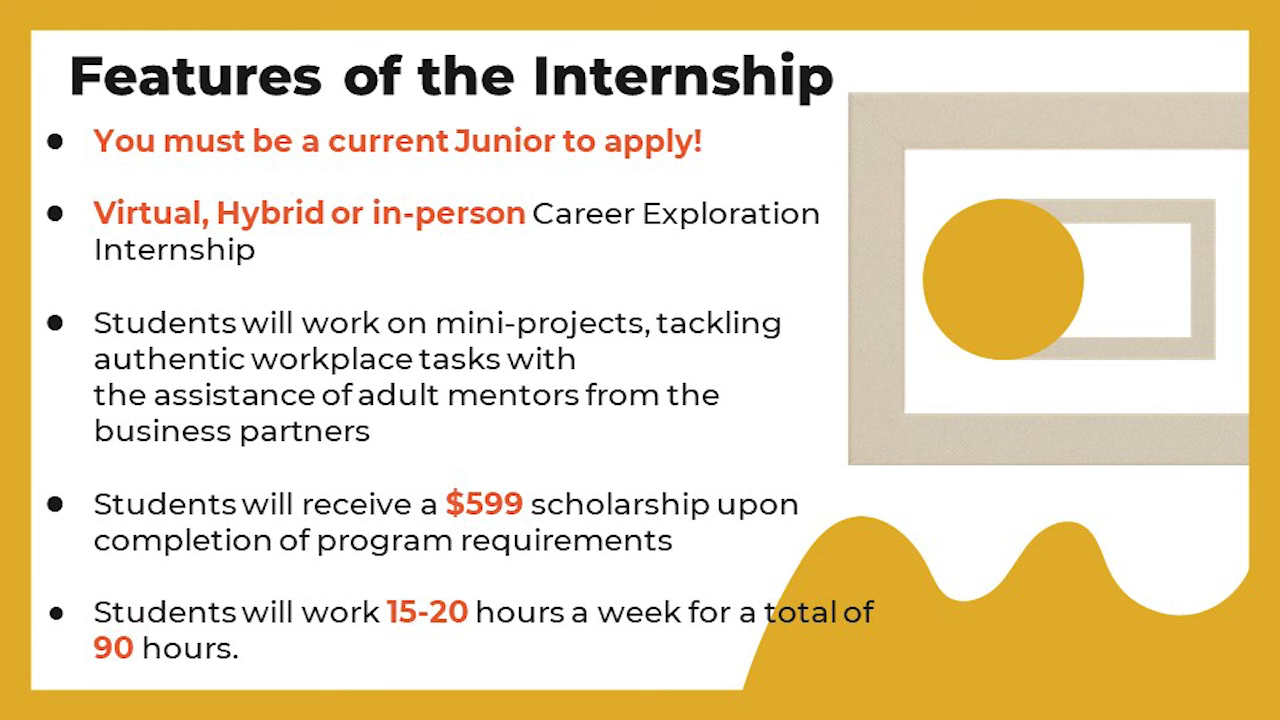 Features of the Internship
● You must be a current Junior to apply!
● Virtual, Hybrid or in-person Career Exploration
Internship
● Students will work on mini-projects, tackling
authentic workplace tasks with
the assistance of adult mentors from the
business partners
● Students will receive a $599 scholarship upon
completion of program requirements
● Students will work 15-20 hours a week for a total of
90 hours.